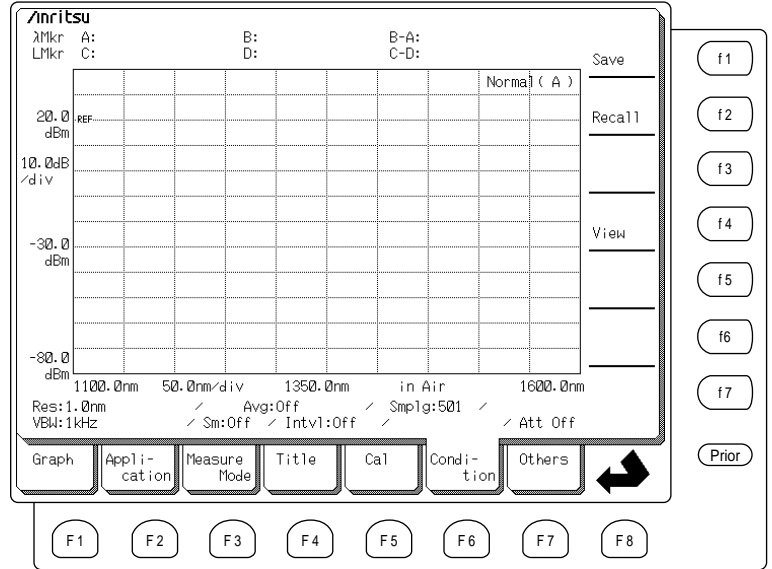 Anritsu
λMkr A: B: B-A:
LMkr C: D: C-D:
Normal( A )
20.0 REF
dBm
10.0dB
/div
-30.0
dBm
-80.0
dBm
1100.0nm 50.0nm/div 1350.0nm in Air 1600.0nm
Res:1.0nm / Avg:Off / Smplg:501 /
VBW:1kHz / Sm:Off / Intvl:Off / / Att Off
Save
Recall
View
Graph
Appli-
cation
Measure
Mode
Title
Cal
Condi-
tion
Others
f1
f2
f3
f4
f5
f6
f7
Prior
F1 F2 F3 F4 F5 F6 F7 F8